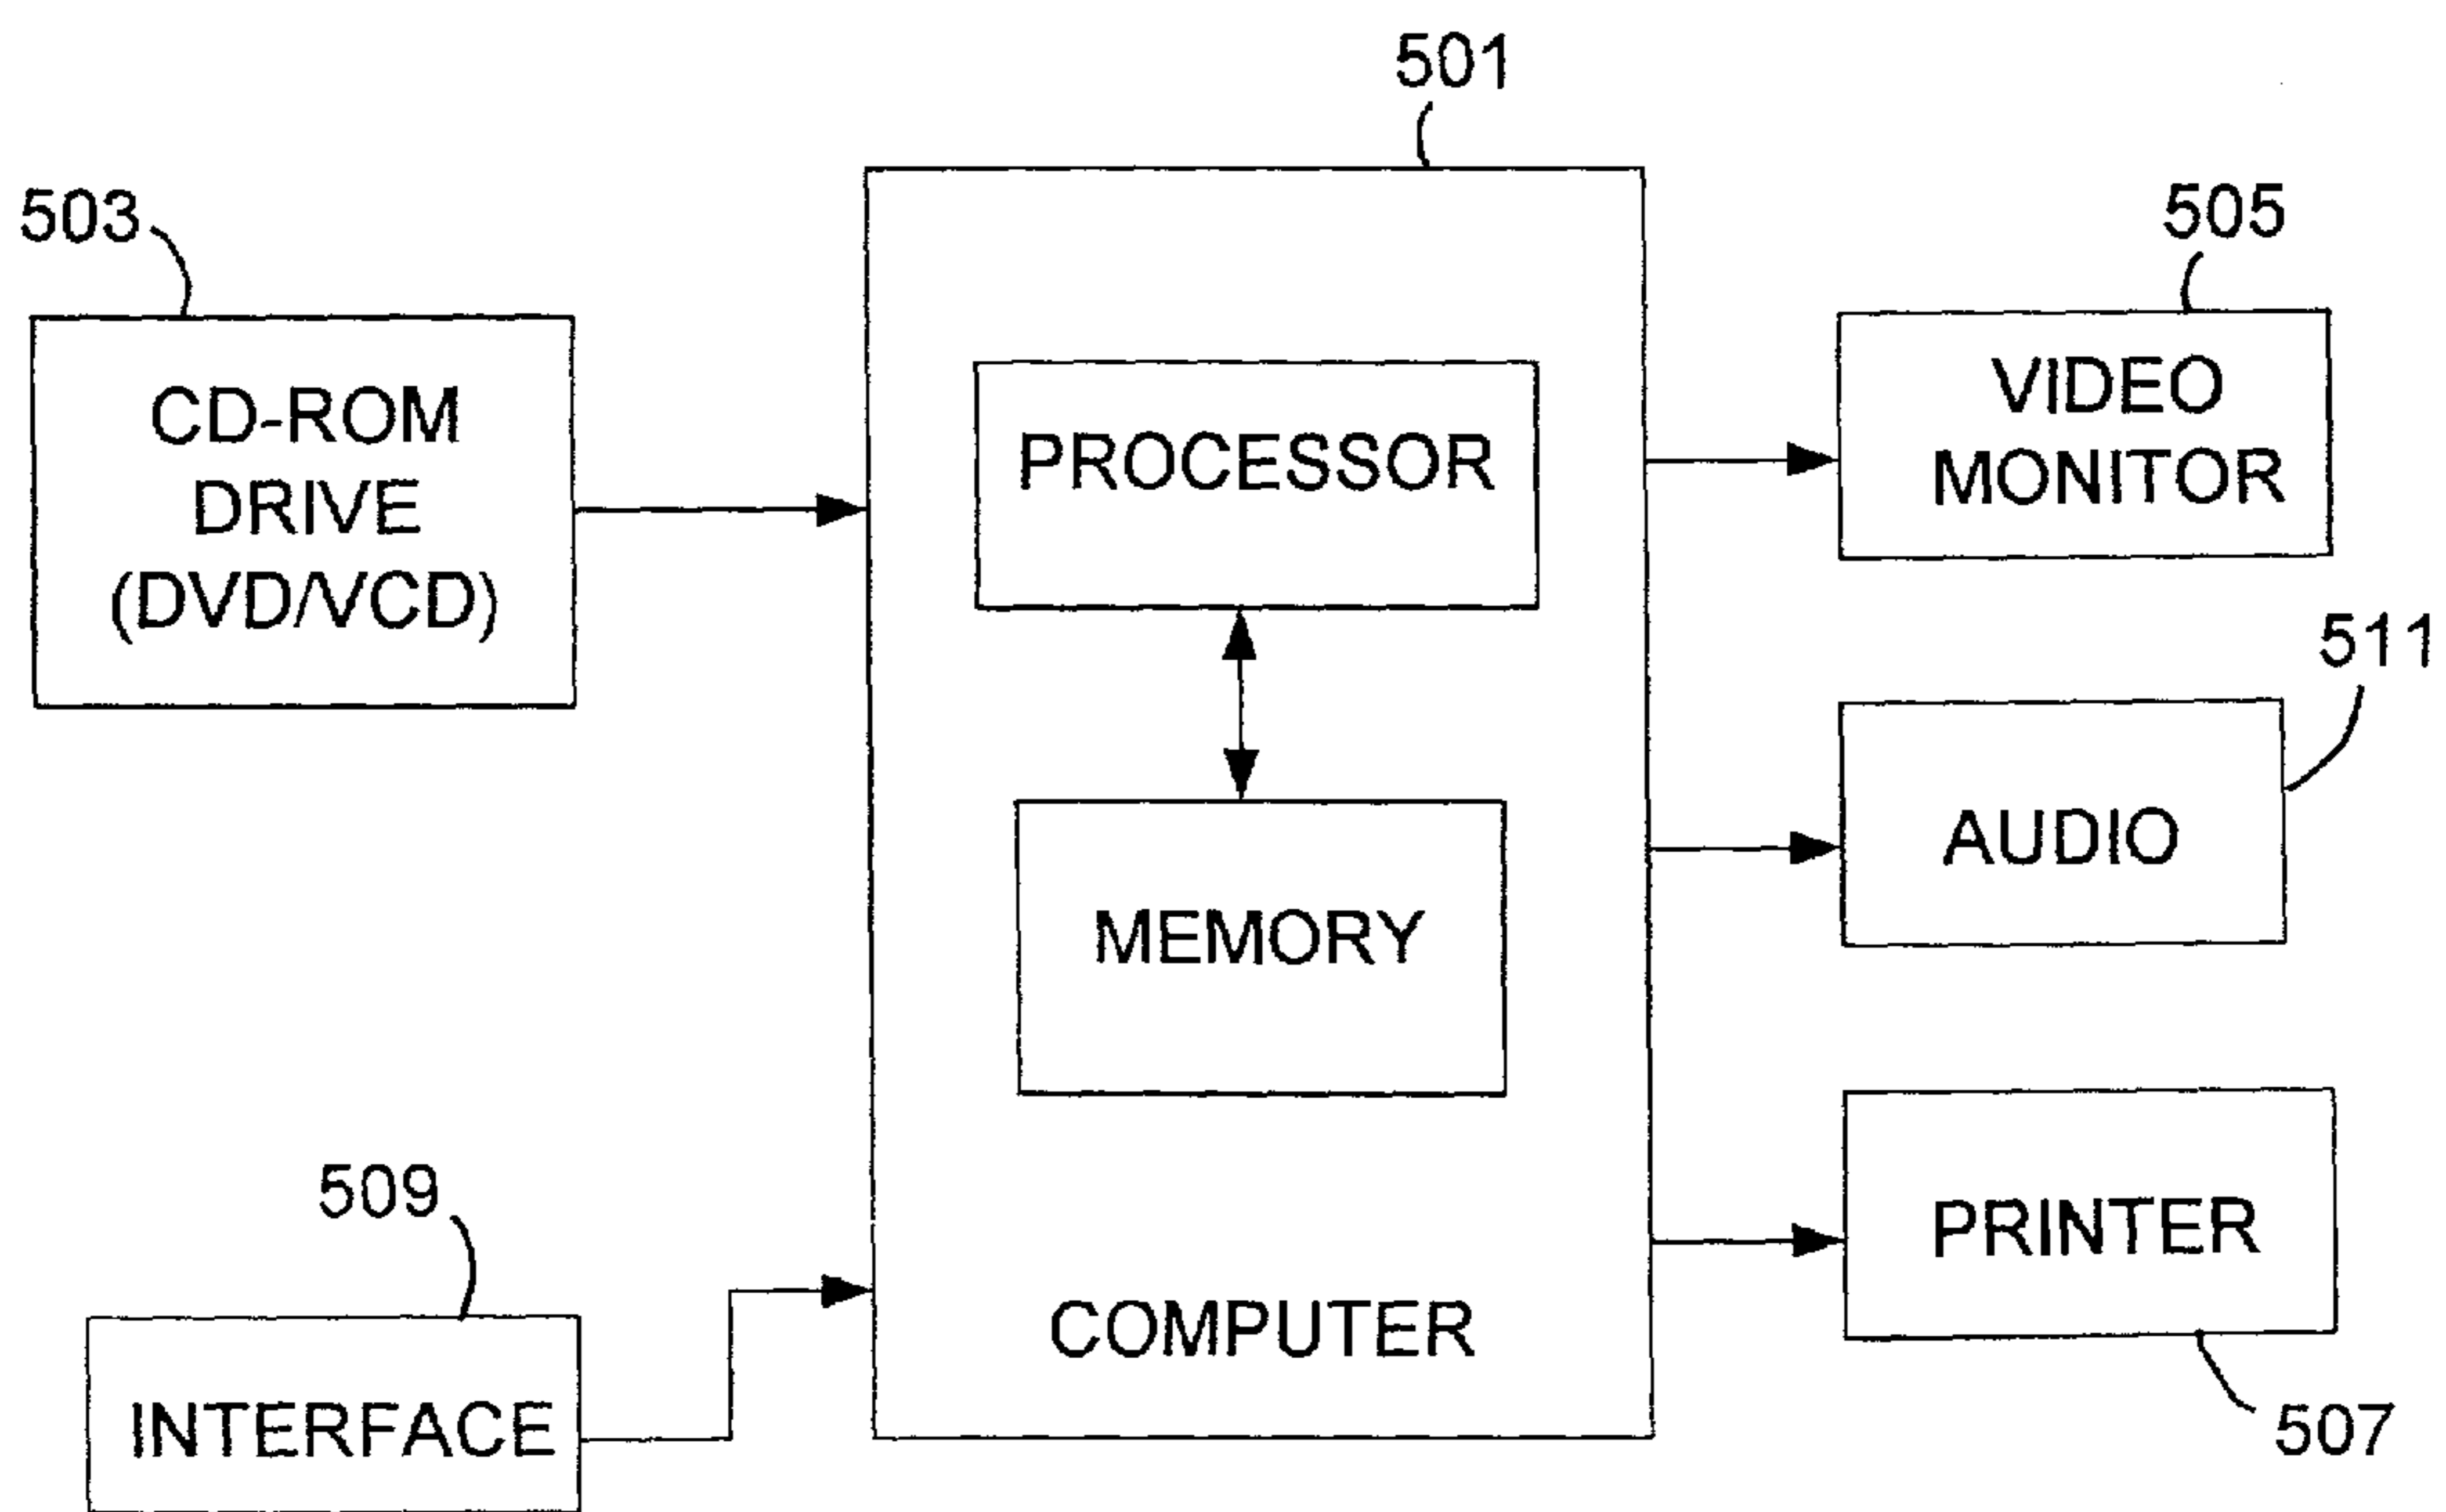 501
503
505
CD-ROM
DRIVE
(DVD/VCD)
PROCESSOR
VIDEO
MONITOR
511
AUDIO
MEMORY
509
PRINTER
COMPUTER
INTERFACE
507